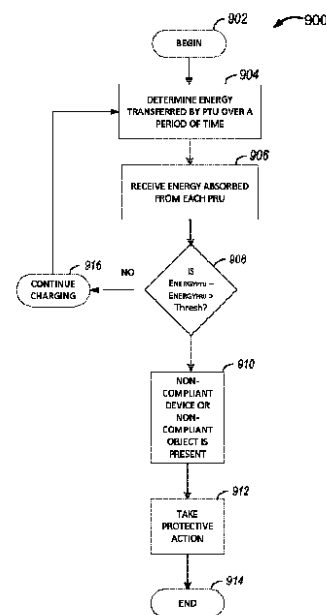 902
900
BEGIN
904
DETERMINE ENERGY
TRANSFERRED BY PTU OVER A
PERIOD OF TIME
906
RECEIVE ENERGY ABSORBED
FROM EACH PRU
908
IS
ENERGYPTU –
ENERGYPRU >
Thresh?
NO
916
CONTINUE
CHARGING
910
NON-
COMPLIANT
DEVICE OR
NON-
COMPLIANT
OBJECT IS
PRESENT
912
TAKE
PROTECTIVE
ACTION
914
END